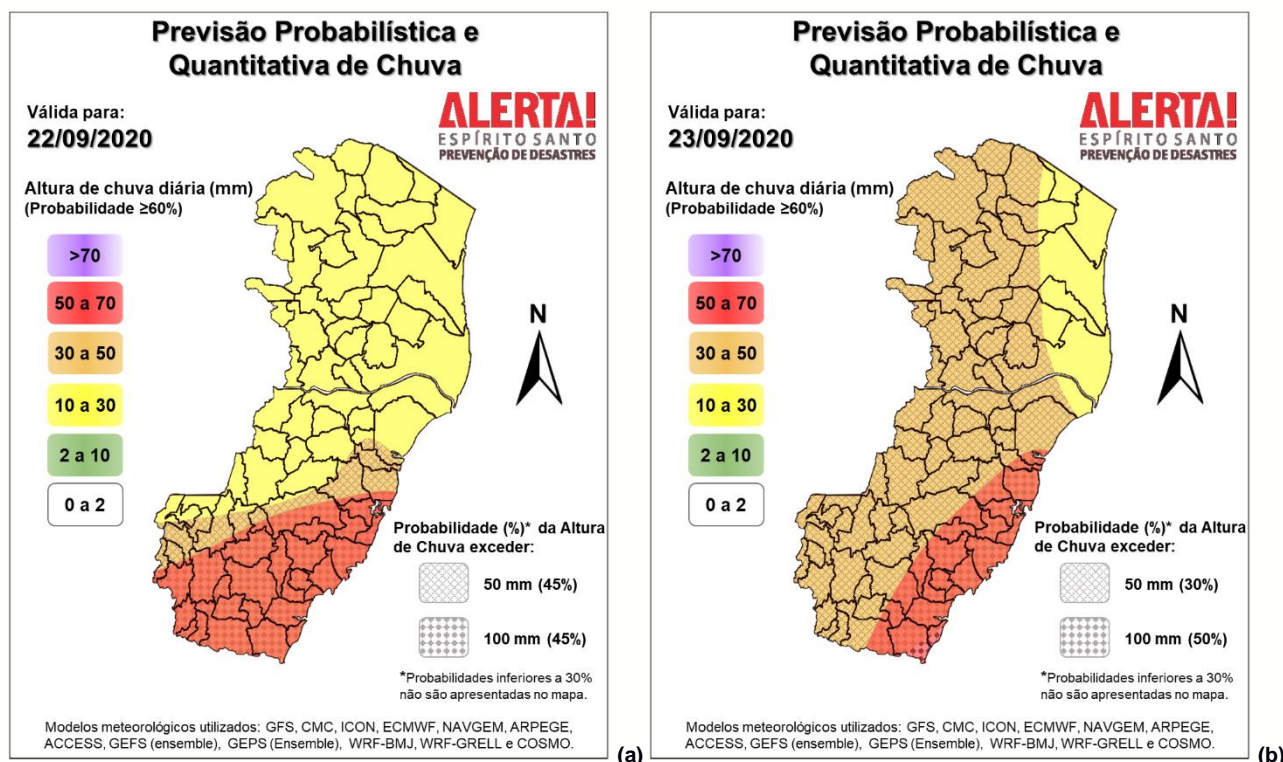 Previsão Probabilística e
Quantitativa de Chuva
Válida para:
22/09/2020
ALERTA!
ESPÍRITO SANTO
PREVENÇÃO DE DESASTRES
Altura de chuva diária (mm)
(Probabilidade ≥60%)
>70
50 a 70
30 a 50
10 a 30
2 a 10
0 a 2
N
Probabilidade (%)* da Altura
de Chuva exceder:
50 mm (45%)
100 mm (45%)
*Probabilidades inferiores a 30%
não são apresentadas no mapa.
Modelos meteorológicos utilizados: GFS, CMC, ICON, ECMWF, NAVGEM, ARPEGE,
ACCESS, GEFS (ensemble), GEPS (Ensemble), WRF-BMJ, WRF-GRELL e COSMO.
(a)
Previsão Probabilística e
Quantitativa de Chuva
Válida para:
23/09/2020
ALERTA!
ESPÍRITO SANTO
PREVENÇÃO DE DESASTRES
Altura de chuva diária (mm)
(Probabilidade ≥60%)
>70
50 a 70
30 a 50
10 a 30
2 a 10
0 a 2
N
Probabilidade (%)* da Altura
de Chuva exceder:
50 mm (30%)
100 mm (50%)
*Probabilidades inferiores a 30%
não são apresentadas no mapa.
Modelos meteorológicos utilizados: GFS, CMC, ICON, ECMWF, NAVGEM, ARPEGE,
ACCESS, GEFS (ensemble), GEPS (Ensemble), WRF-BMJ, WRF-GRELL e COSMO.
(b)